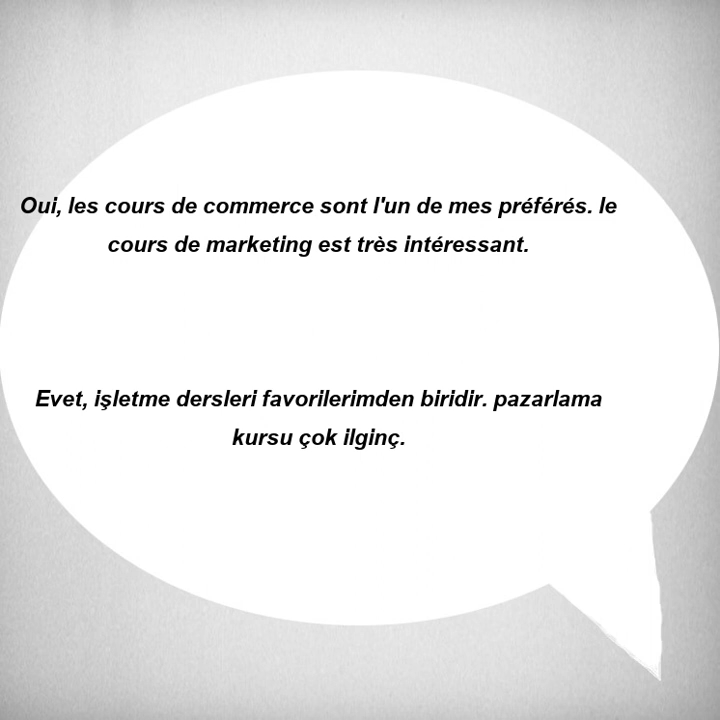 Oui, les cours de commerce sont l'un de mes préférés. le
cours de marketing est très intéressant.
Evet, işletme dersleri favorilerimden biridir. pazarlama
kursu çok ilginç.